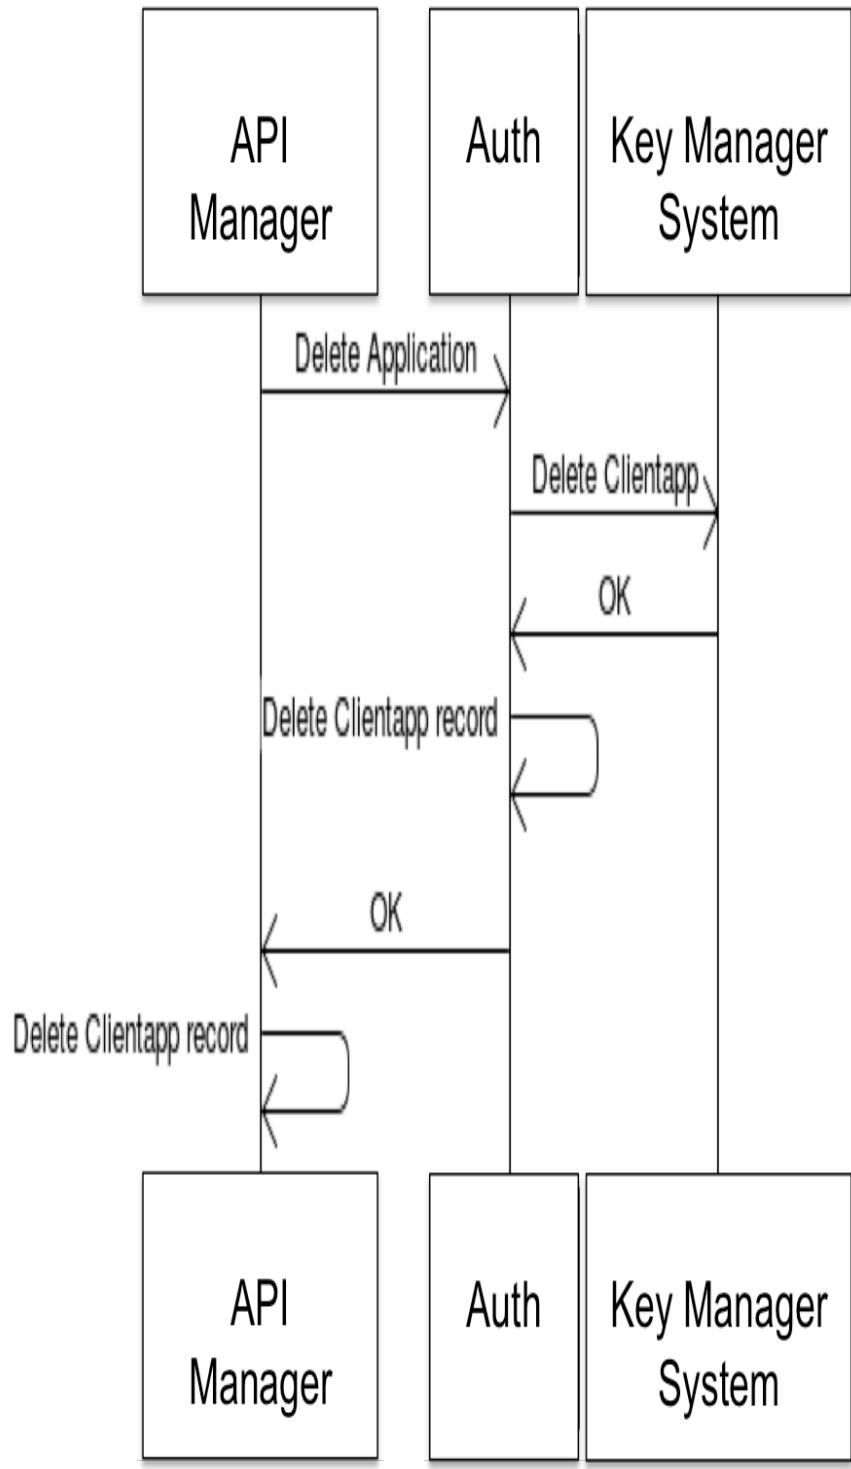 API
Manager
Auth
Key Manager
System
Delete Application
Delete Clientapp
OK
Delete Clientapp record
OK
Delete Clientapp record
API
Manager
Auth
Key Manager
System